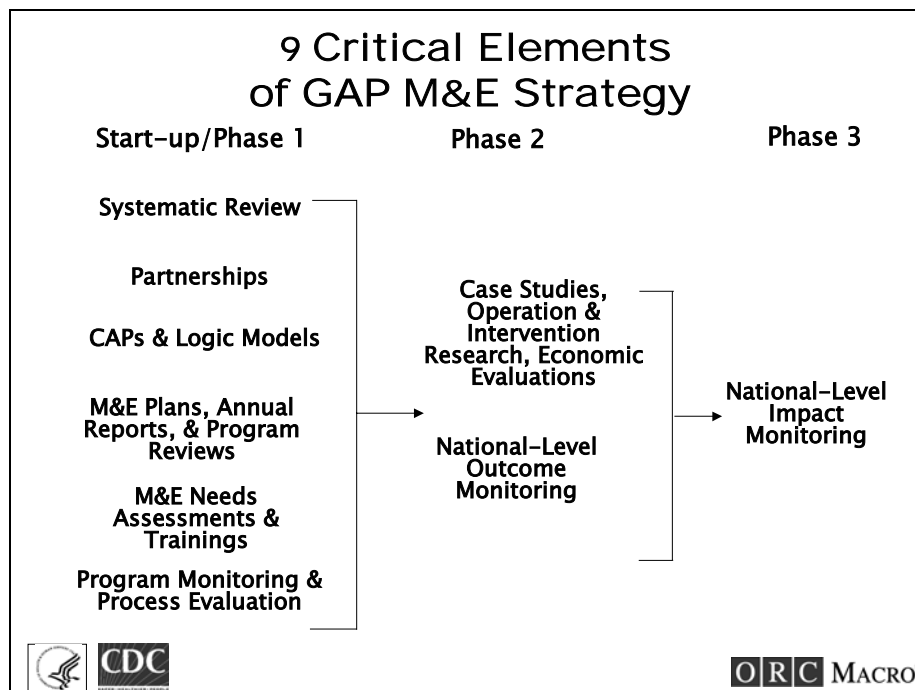 9 Critical Elements
of GAP M&E Strategy
Start-up/Phase 1
Phase 2
Phase 3
Systematic Review
Partnerships
CAPs & Logic Models
M&E Plans, Annual
Reports, & Program
Reviews
M&E Needs
Assessments &
Trainings
Program Monitoring &
Process Evaluation
Case Studies,
Operation &
Intervention
Research, Economic
Evaluations
National-Level
Outcome
Monitoring
National-Level
Impact
Monitoring
CDC
ORC MACRO